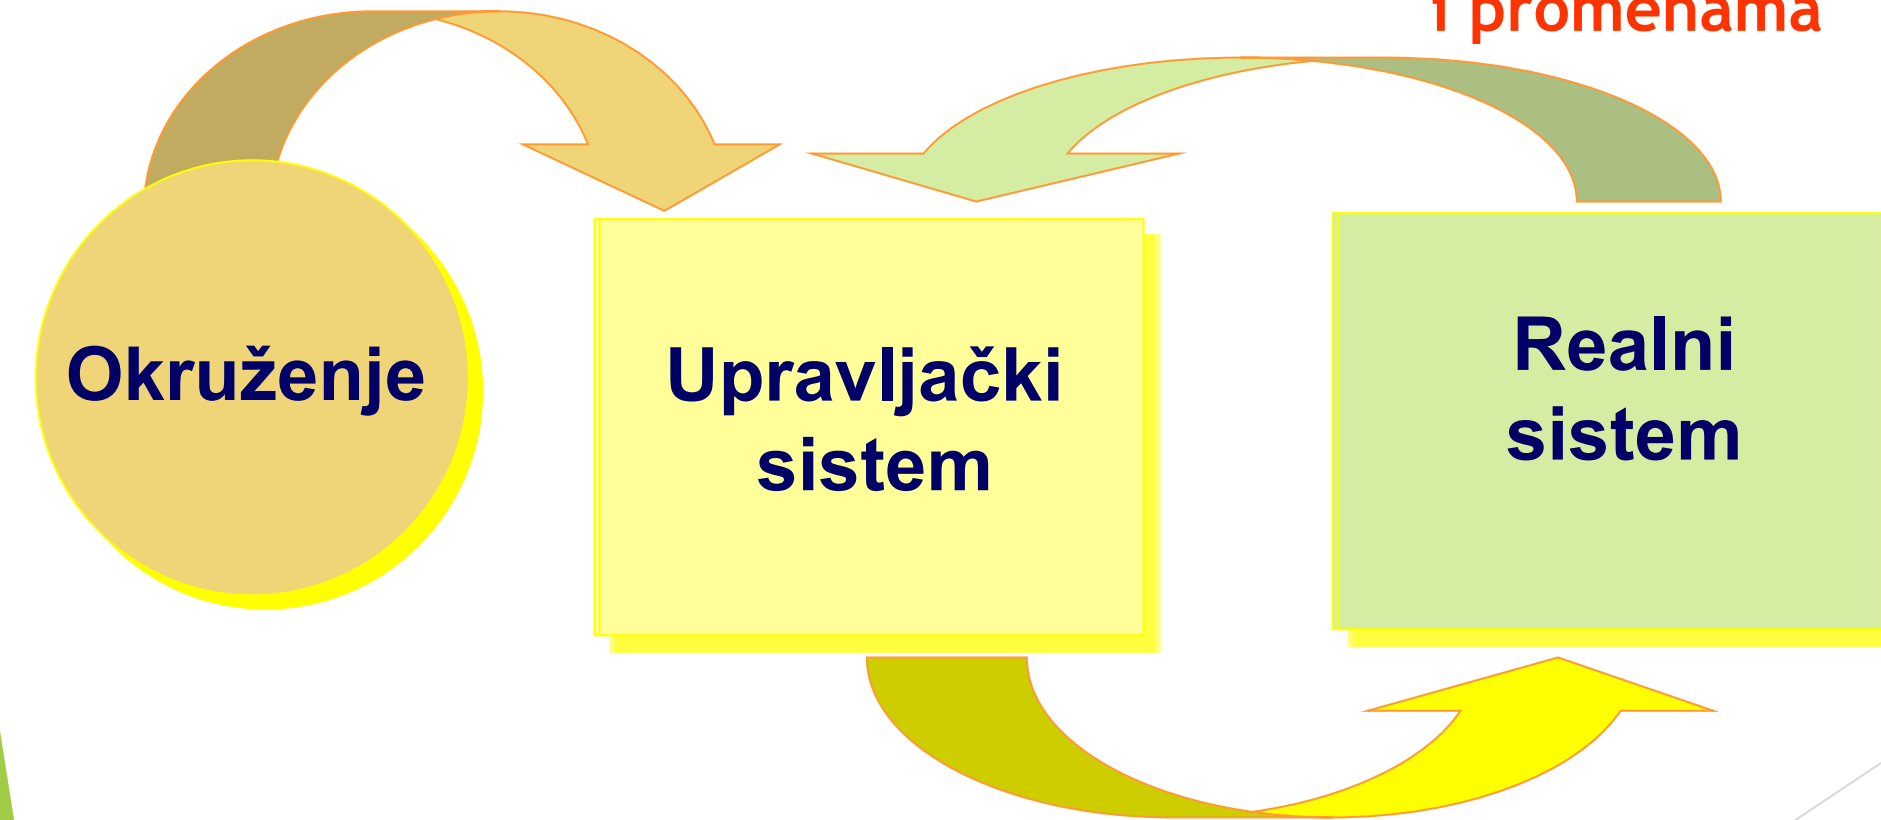 i promenama
Okruženje
Upravljački
sistem
Realni
sistem